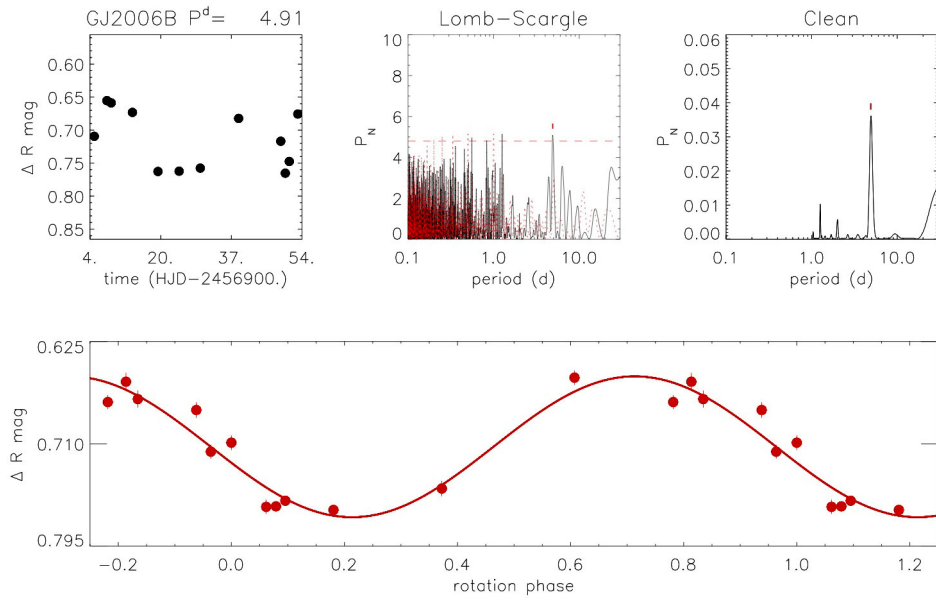 GJ2006B P^d= 4.91
Δ R mag
0.60
0.65
0.70
0.75
0.80
0.85
4. 20. 37. 54.
time (HJD−2456900.)
Lomb−Scargle
P_N
10
8
6
4
2
0
0.1 1.0 10.0
period (d)
Clean
P_N
0.06
0.05
0.04
0.03
0.02
0.01
0.00
0.1 1.0 10.0
period (d)
Δ R mag
0.625
0.710
0.795
−0.2 0.0 0.2 0.4 0.6 0.8 1.0 1.2
rotation phase